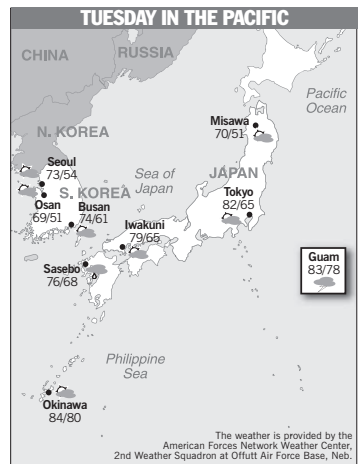 TUESDAY IN THE PACIFIC
CHINA
RUSSIA
Pacific
Ocean
N. KOREA
Misawa
70/51
Seoul
73/54
Sea of
Japan
JAPAN
S. KOREA
Osan
69/51
Busan
74/61
Tokyo
82/65
Iwakuni
79/65
Sasebo
76/68
Guam
83/78
Philippine
Sea
Okinawa
84/80
The weather is provided by the
American Forces Network Weather Center,
2nd Weather Squadron at Offutt Air Force Base, Neb.